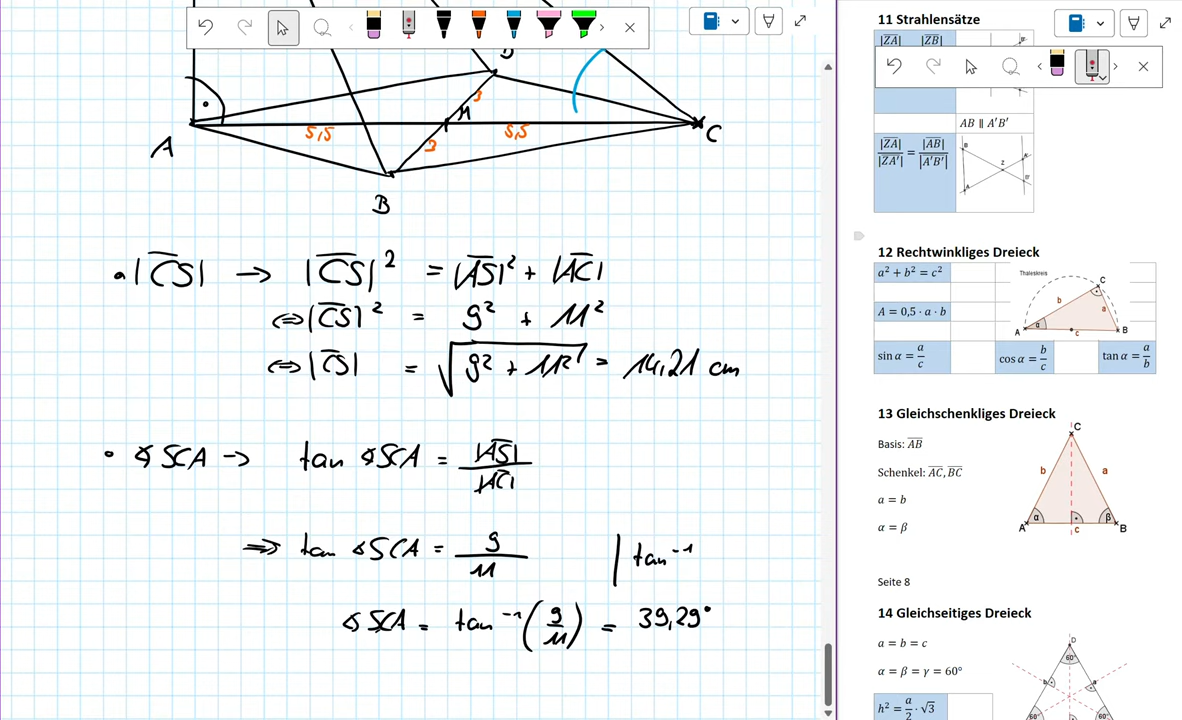 11 Strahlensätze
|ZA| |ZB|
AB ∥ A'B'
|ZA| / |ZA'| = |AB| / |A'B'|
B
A'
Z
B'
A
D
3
M
A 5,5 5,5 C
3
B
• |CS| → |CS|² = |AS|² + |AC|
⇔ |CS|² = 9² + 11²
⇔ |CS| = √(9² + 11²) = 14,21 cm
• ∢ SCA → tan ∢SCA = |AS| / |AC|
⇒ tan ∢SCA = 9 / 11 | tan⁻¹
∢SCA = tan⁻¹ (9/11) = 39,29°
12 Rechtwinkliges Dreieck
a² + b² = c²
Thaleskreis
C
b
a
A = 0,5 · a · b
A α c B
sin α = a/c cos α = b/c tan α = a/b
13 Gleichschenkliges Dreieck
C
Basis: AB
Schenkel: AC, BC
b a
a = b
α = β
α β
A c B
Seite 8
14 Gleichseitiges Dreieck
a = b = c
D
60°
α = β = γ = 60°
b a
h² = a/2 · √3
60° 60°